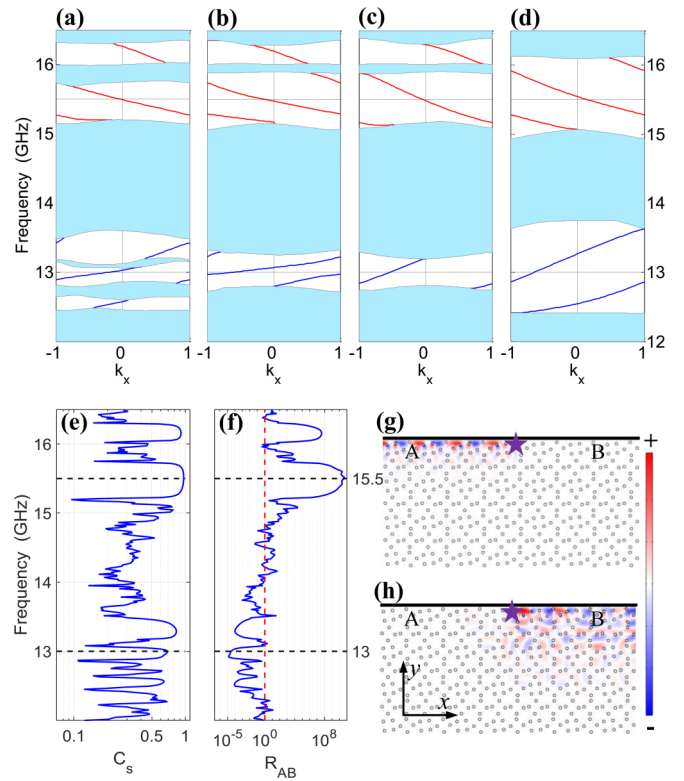 (a) (b) (c) (d)
16 16
15 15
14
13 13
12
Frequency (GHz)
-1 0 1 -1 0 1 -1 0 1 -1 0 1
k_x k_x k_x k_x
(e) (f) (g)
A B
+
16
15.5
15
14
13 13
Frequency (GHz)
(h)
A B
y
x
-
0.1 0.5 1 10^-5 10^0 10^8
C_s R_AB